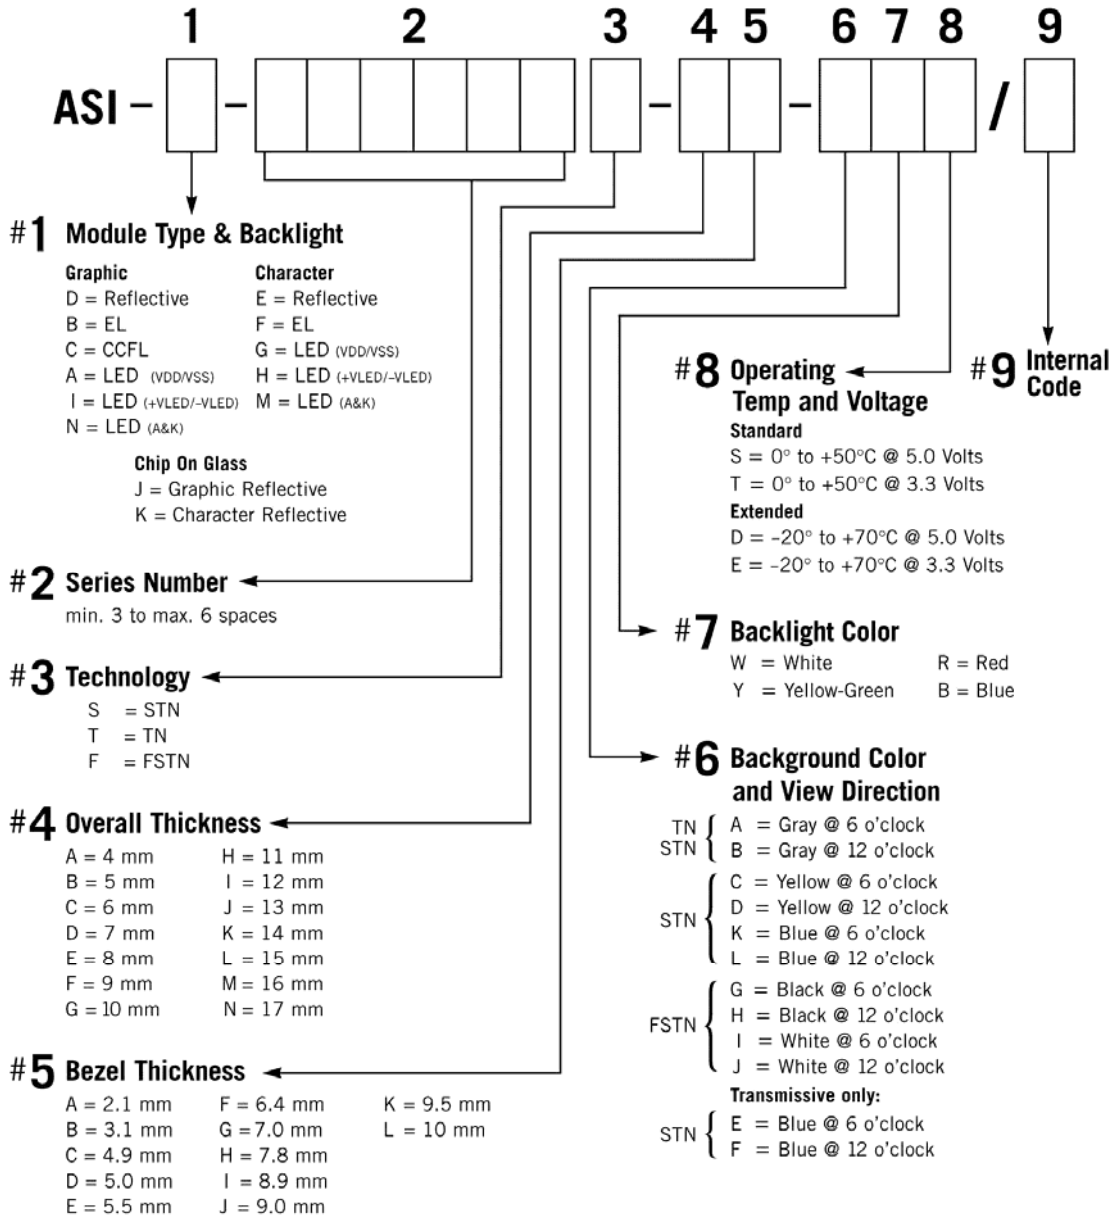 1 2 3 4 5 6 7 8 9
ASI – – – – /
#1 Module Type & Backlight
Graphic Character
D = Reflective E = Reflective
B = EL F = EL
C = CCFL G = LED (VDD/VSS)
A = LED (VDD/VSS) H = LED (+VLED/–VLED)
I = LED (+VLED/–VLED) M = LED (A&K)
N = LED (A&K)
Chip On Glass
J = Graphic Reflective
K = Character Reflective
#2 Series Number
min. 3 to max. 6 spaces
#3 Technology
S = STN
T = TN
F = FSTN
#4 Overall Thickness
A = 4 mm H = 11 mm
B = 5 mm I = 12 mm
C = 6 mm J = 13 mm
D = 7 mm K = 14 mm
E = 8 mm L = 15 mm
F = 9 mm M = 16 mm
G = 10 mm N = 17 mm
#5 Bezel Thickness
A = 2.1 mm F = 6.4 mm K = 9.5 mm
B = 3.1 mm G = 7.0 mm L = 10 mm
C = 4.9 mm H = 7.8 mm
D = 5.0 mm I = 8.9 mm
E = 5.5 mm J = 9.0 mm
#8 Operating
Temp and Voltage
Standard
S = 0° to +50°C @ 5.0 Volts
T = 0° to +50°C @ 3.3 Volts
Extended
D = –20° to +70°C @ 5.0 Volts
E = –20° to +70°C @ 3.3 Volts
#9 Internal
Code
#7 Backlight Color
W = White R = Red
Y = Yellow-Green B = Blue
#6 Background Color
and View Direction
TN A = Gray @ 6 o'clock
STN B = Gray @ 12 o'clock
C = Yellow @ 6 o'clock
STN D = Yellow @ 12 o'clock
K = Blue @ 6 o'clock
L = Blue @ 12 o'clock
G = Black @ 6 o'clock
FSTN H = Black @ 12 o'clock
I = White @ 6 o'clock
J = White @ 12 o'clock
Transmissive only:
STN E = Blue @ 6 o'clock
F = Blue @ 12 o'clock